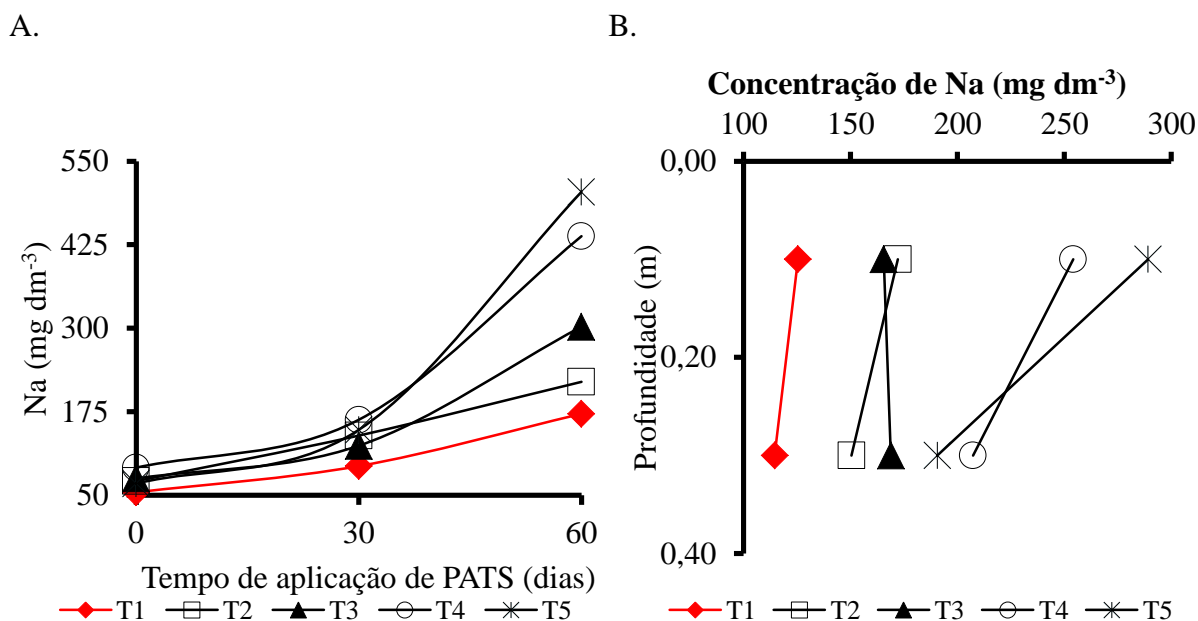 A.
B.
Concentração de Na (mg dm-3)
100 150 200 250 300
550
425
300
175
50
Na (mg dm-3)
0 30 60
Tempo de aplicação de PATS (dias)
T1 T2 T3 T4 T5
0,00
0,20
0,40
Profundidade (m)
T1 T2 T3 T4 T5